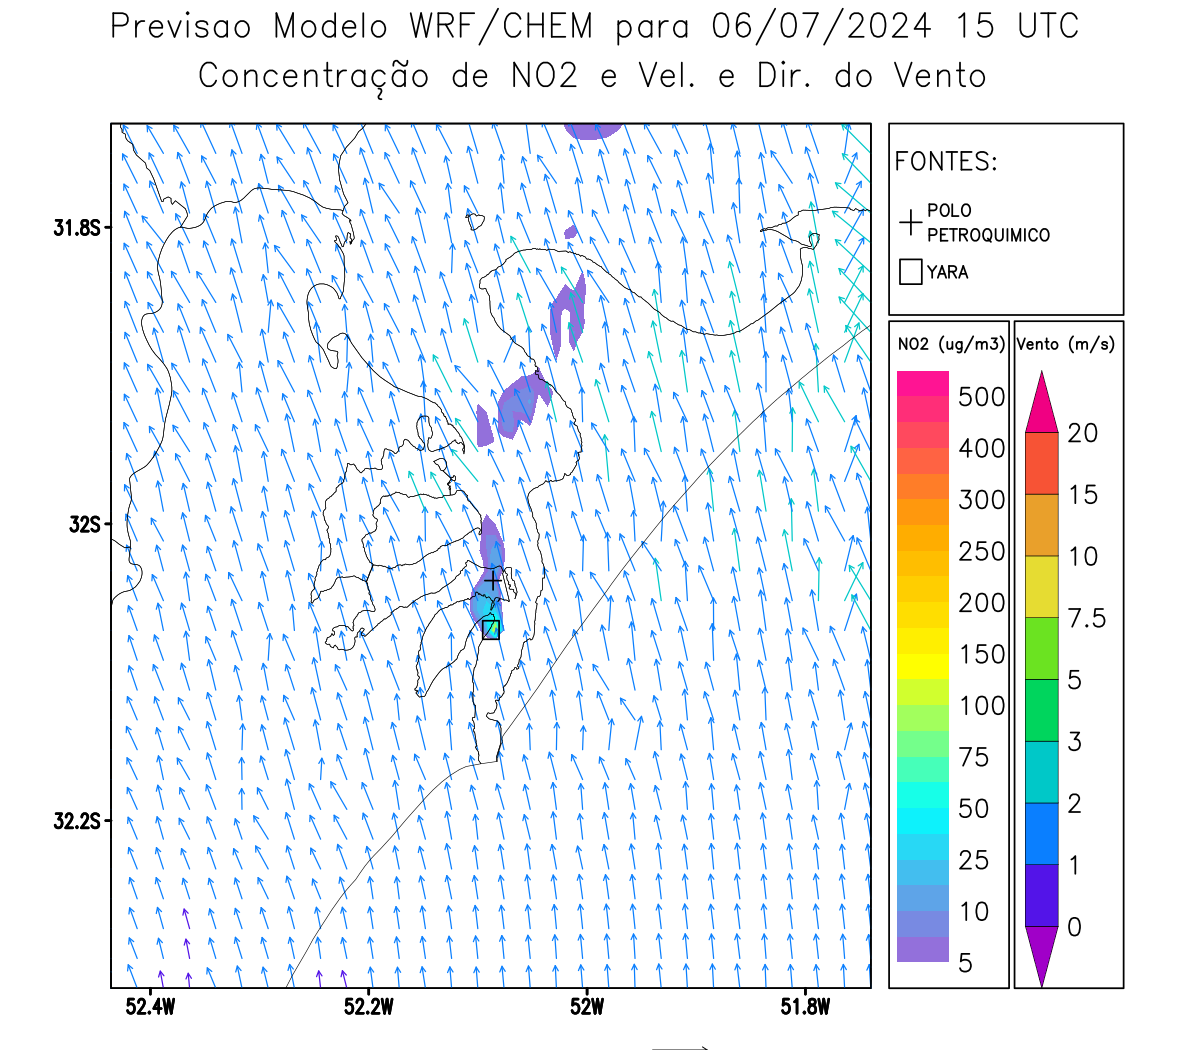 Previsao Modelo WRF/CHEM para 06/07/2024 15 UTC
Concentração de NO2 e Vel. e Dir. do Vento
FONTES:
POLO
PETROQUIMICO
YARA
NO2 (ug/m3)
500
400
300
250
200
150
100
75
50
25
10
5
Vento (m/s)
20
15
10
7.5
5
3
2
1
0
31.8S
32S
32.2S
52.4W 52.2W 52W 51.8W